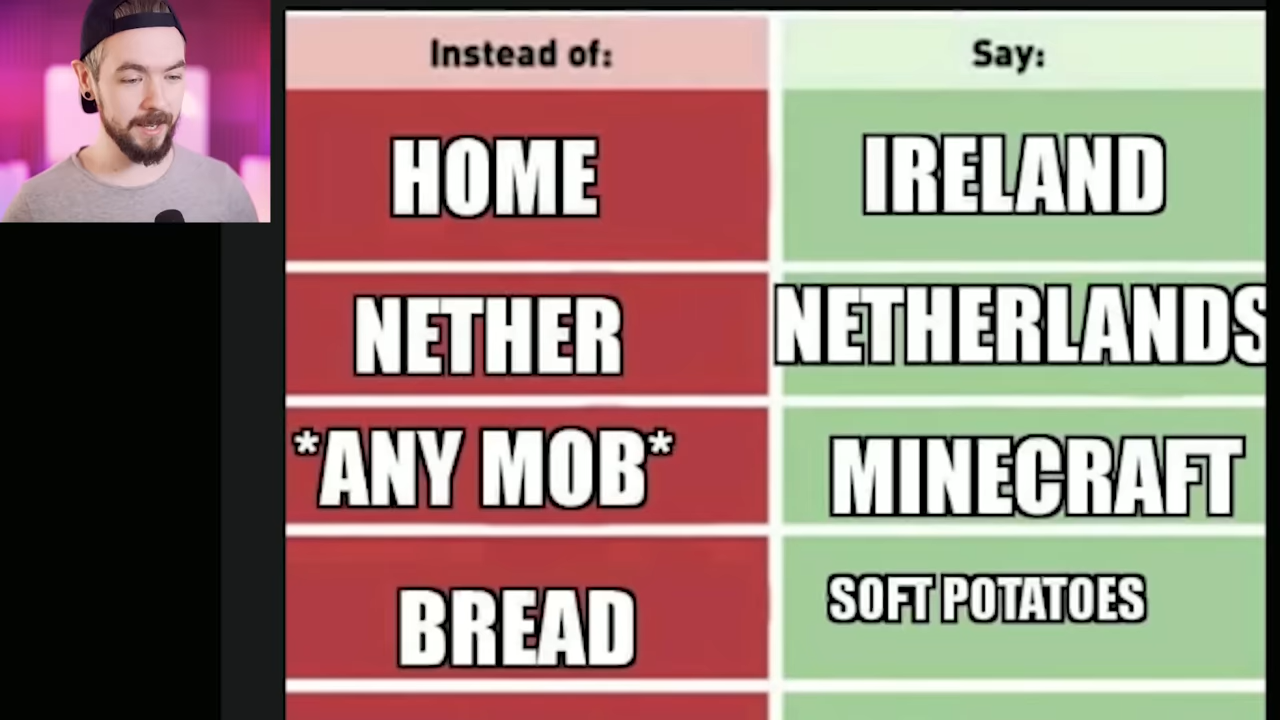 Instead of:
Say:
HOME
IRELAND
NETHER
NETHERLANDS
*ANY MOB*
MINECRAFT
BREAD
SOFT POTATOES